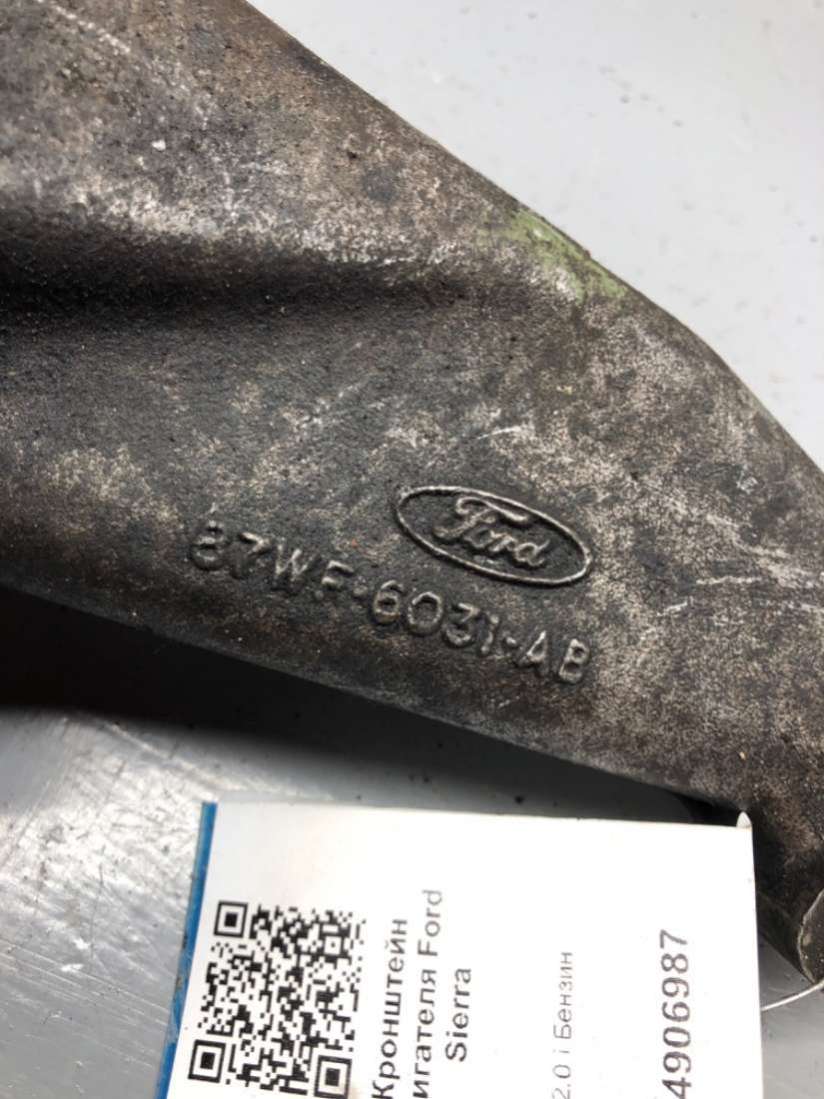 Ford
87WF-6031-AB
Кронштейн
игателя Ford
Sierra
2.0 i Бензин
4906987